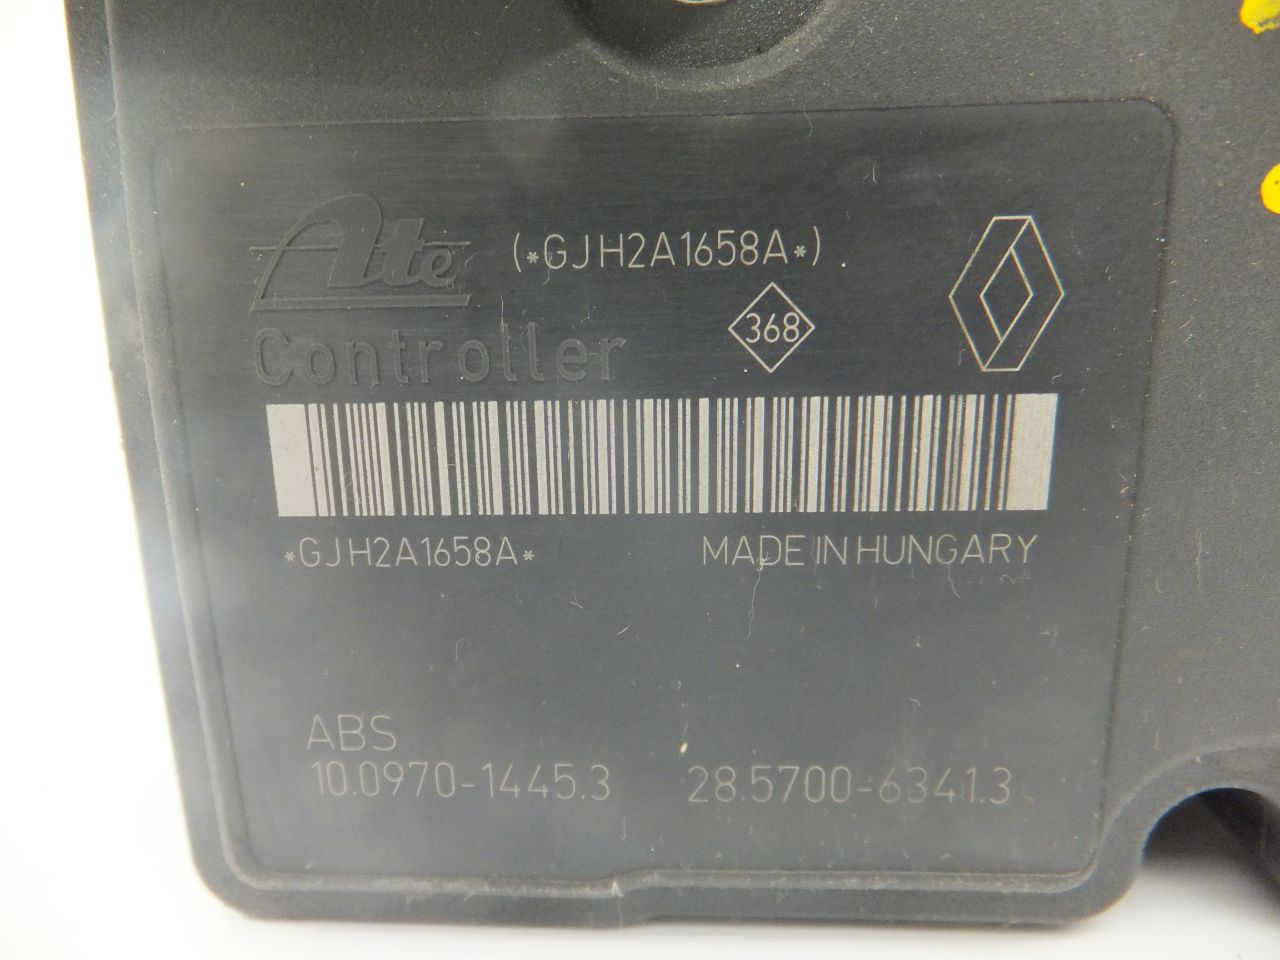 Ate (*GJH2A1658A*)
368
Controller
*GJH2A1658A* MADE IN HUNGARY
ABS
10.0970-1445.3 28.5700-6341.3